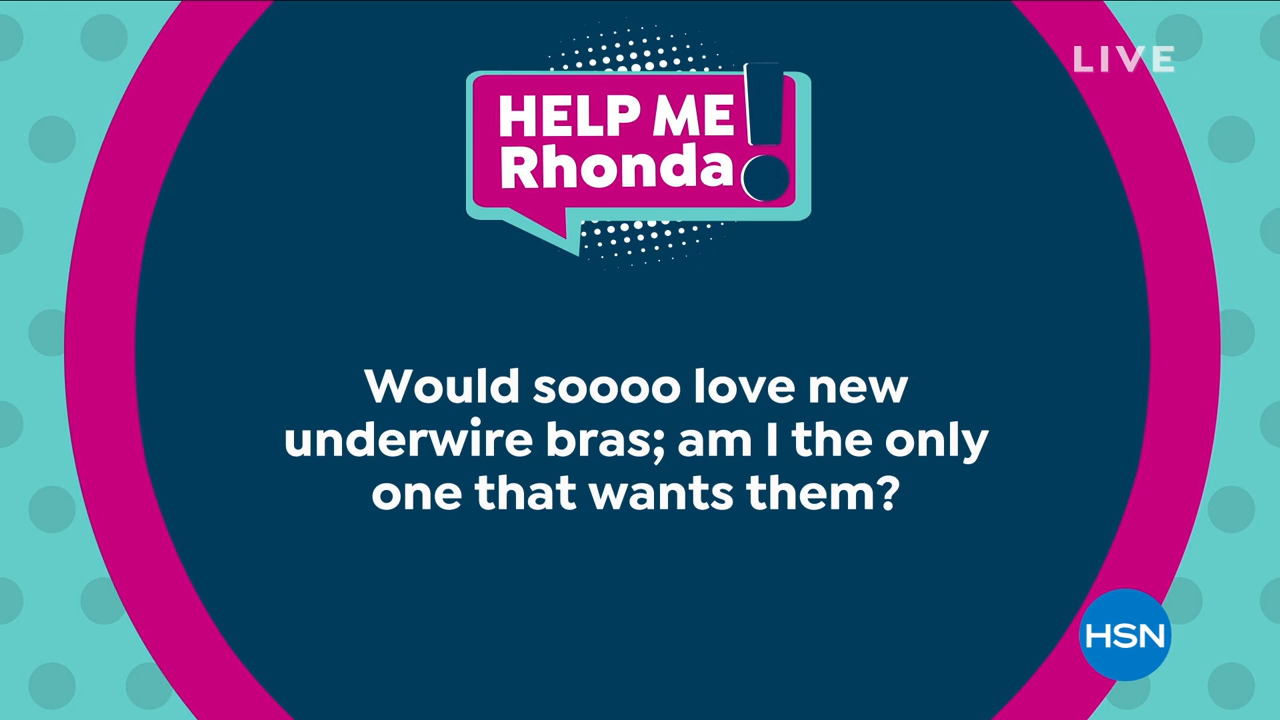 LIVE
HELP ME
Rhonda!
Would soooo love new
underwire bras; am I the only
one that wants them?
HSN